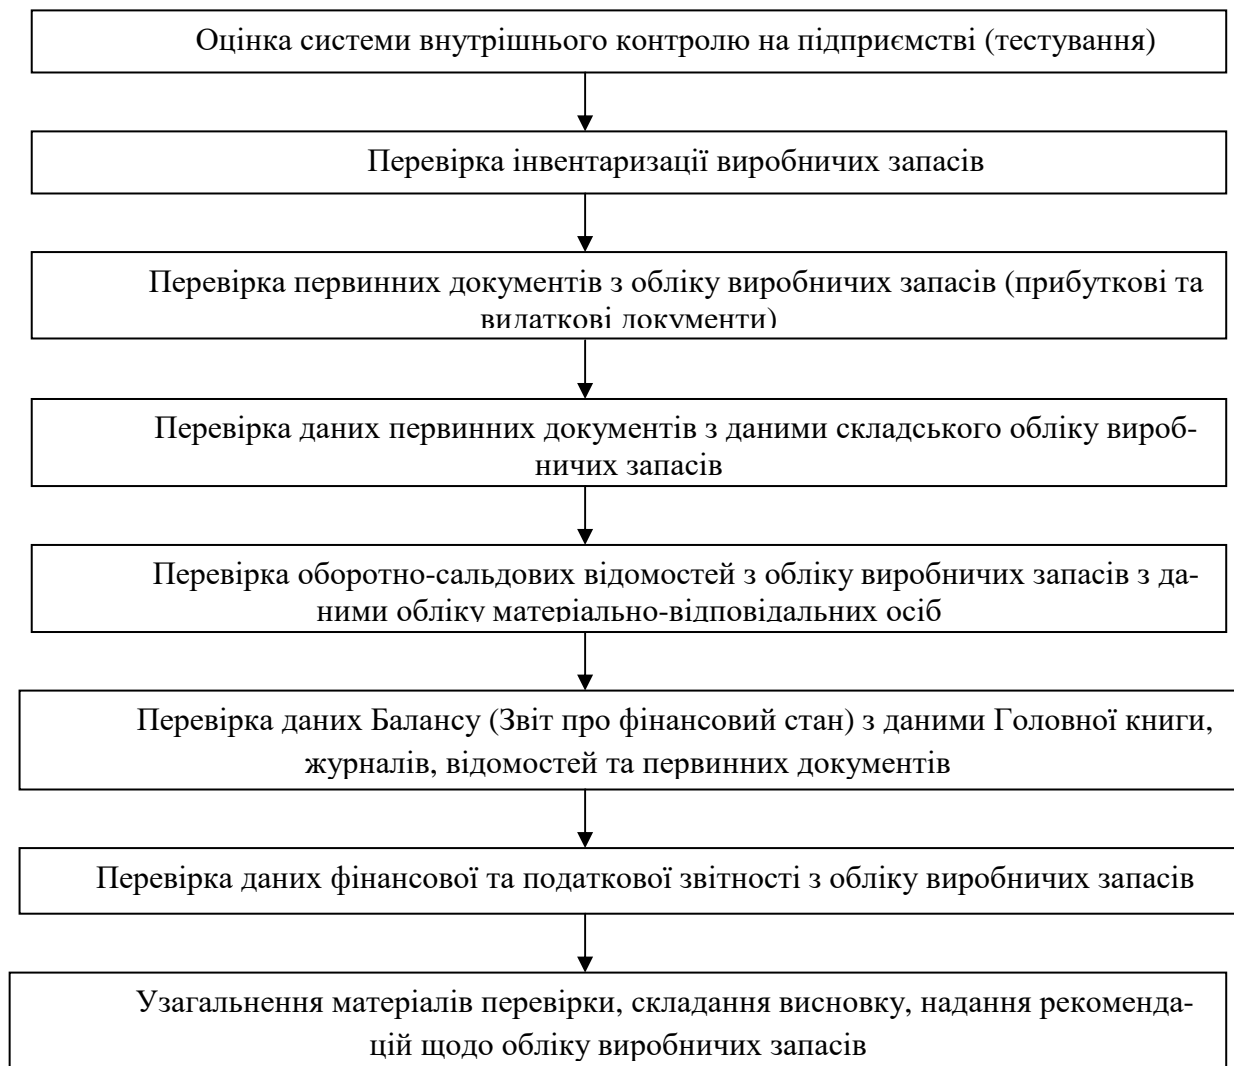 Оцінка системи внутрішнього контролю на підприємстві (тестування)
Перевірка інвентаризації виробничих запасів
Перевірка первинних документів з обліку виробничих запасів (прибуткові та
видаткові документи)
Перевірка даних первинних документів з даними складського обліку вироб-
ничих запасів
Перевірка оборотно-сальдових відомостей з обліку виробничих запасів з да-
ними обліку матеріально-відповідальних осіб
Перевірка даних Балансу (Звіт про фінансовий стан) з даними Головної книги,
журналів, відомостей та первинних документів
Перевірка даних фінансової та податкової звітності з обліку виробничих запасів
Узагальнення матеріалів перевірки, складання висновку, надання рекоменда-
цій щодо обліку виробничих запасів